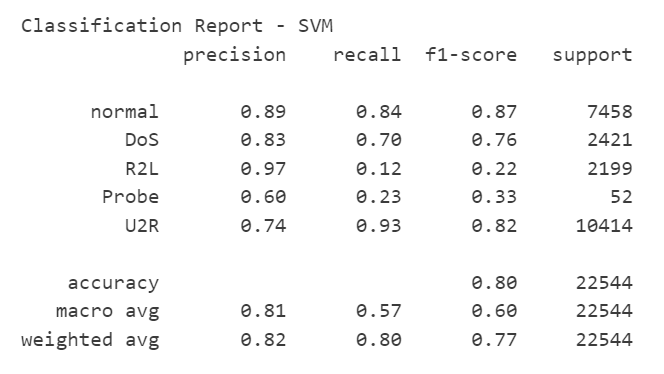 Classification Report - SVM
precision recall f1-score support
normal 0.89 0.84 0.87 7458
DoS 0.83 0.70 0.76 2421
R2L 0.97 0.12 0.22 2199
Probe 0.60 0.23 0.33 52
U2R 0.74 0.93 0.82 10414
accuracy 0.80 22544
macro avg 0.81 0.57 0.60 22544
weighted avg 0.82 0.80 0.77 22544